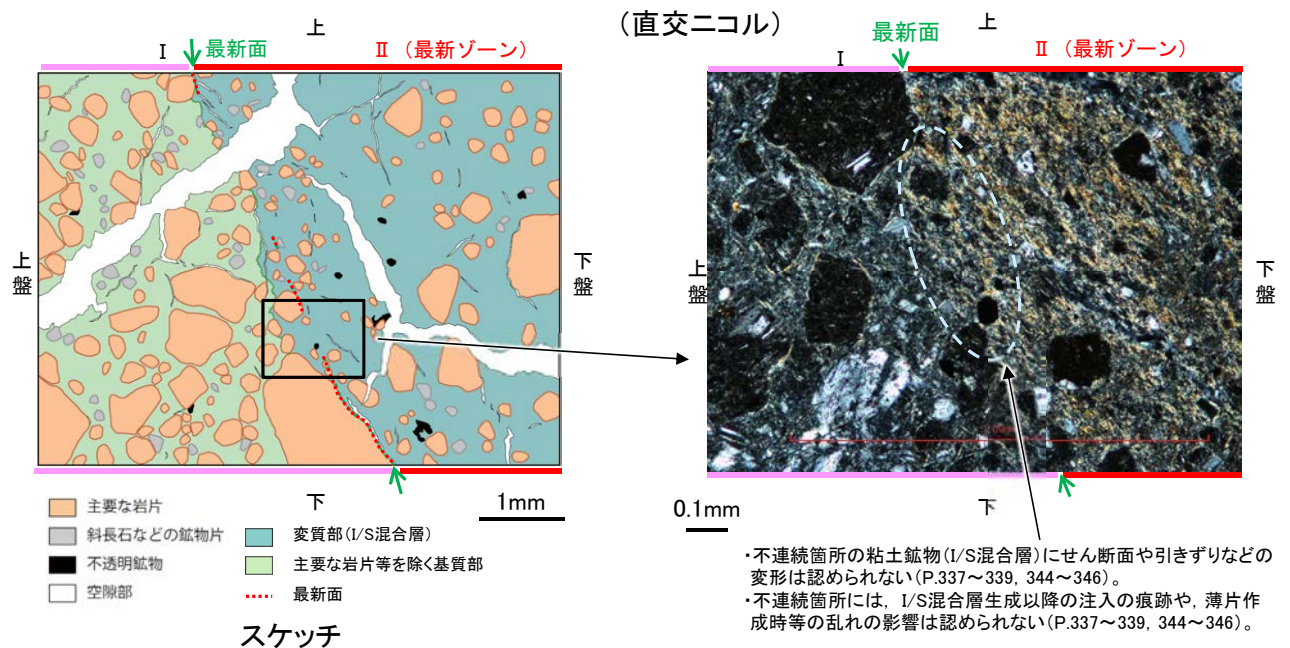 （直交ニコル）
上
Ⅰ
最新面
Ⅱ （最新ゾーン）
上盤
下盤
下
1mm
主要な岩片
斜長石などの鉱物片
不透明鉱物
空隙部
変質部(I/S混合層)
主要な岩片等を除く基質部
最新面
スケッチ
上
最新面
Ⅰ
Ⅱ（最新ゾーン）
上盤
下盤
下
0.1mm
・不連続箇所の粘土鉱物(I/S混合層)にせん断面や引きずりなどの
変形は認められない(P.337～339, 344～346)。
・不連続箇所には, I/S混合層生成以降の注入の痕跡や, 薄片作
成時等の乱れの影響は認められない(P.337～339, 344～346)。